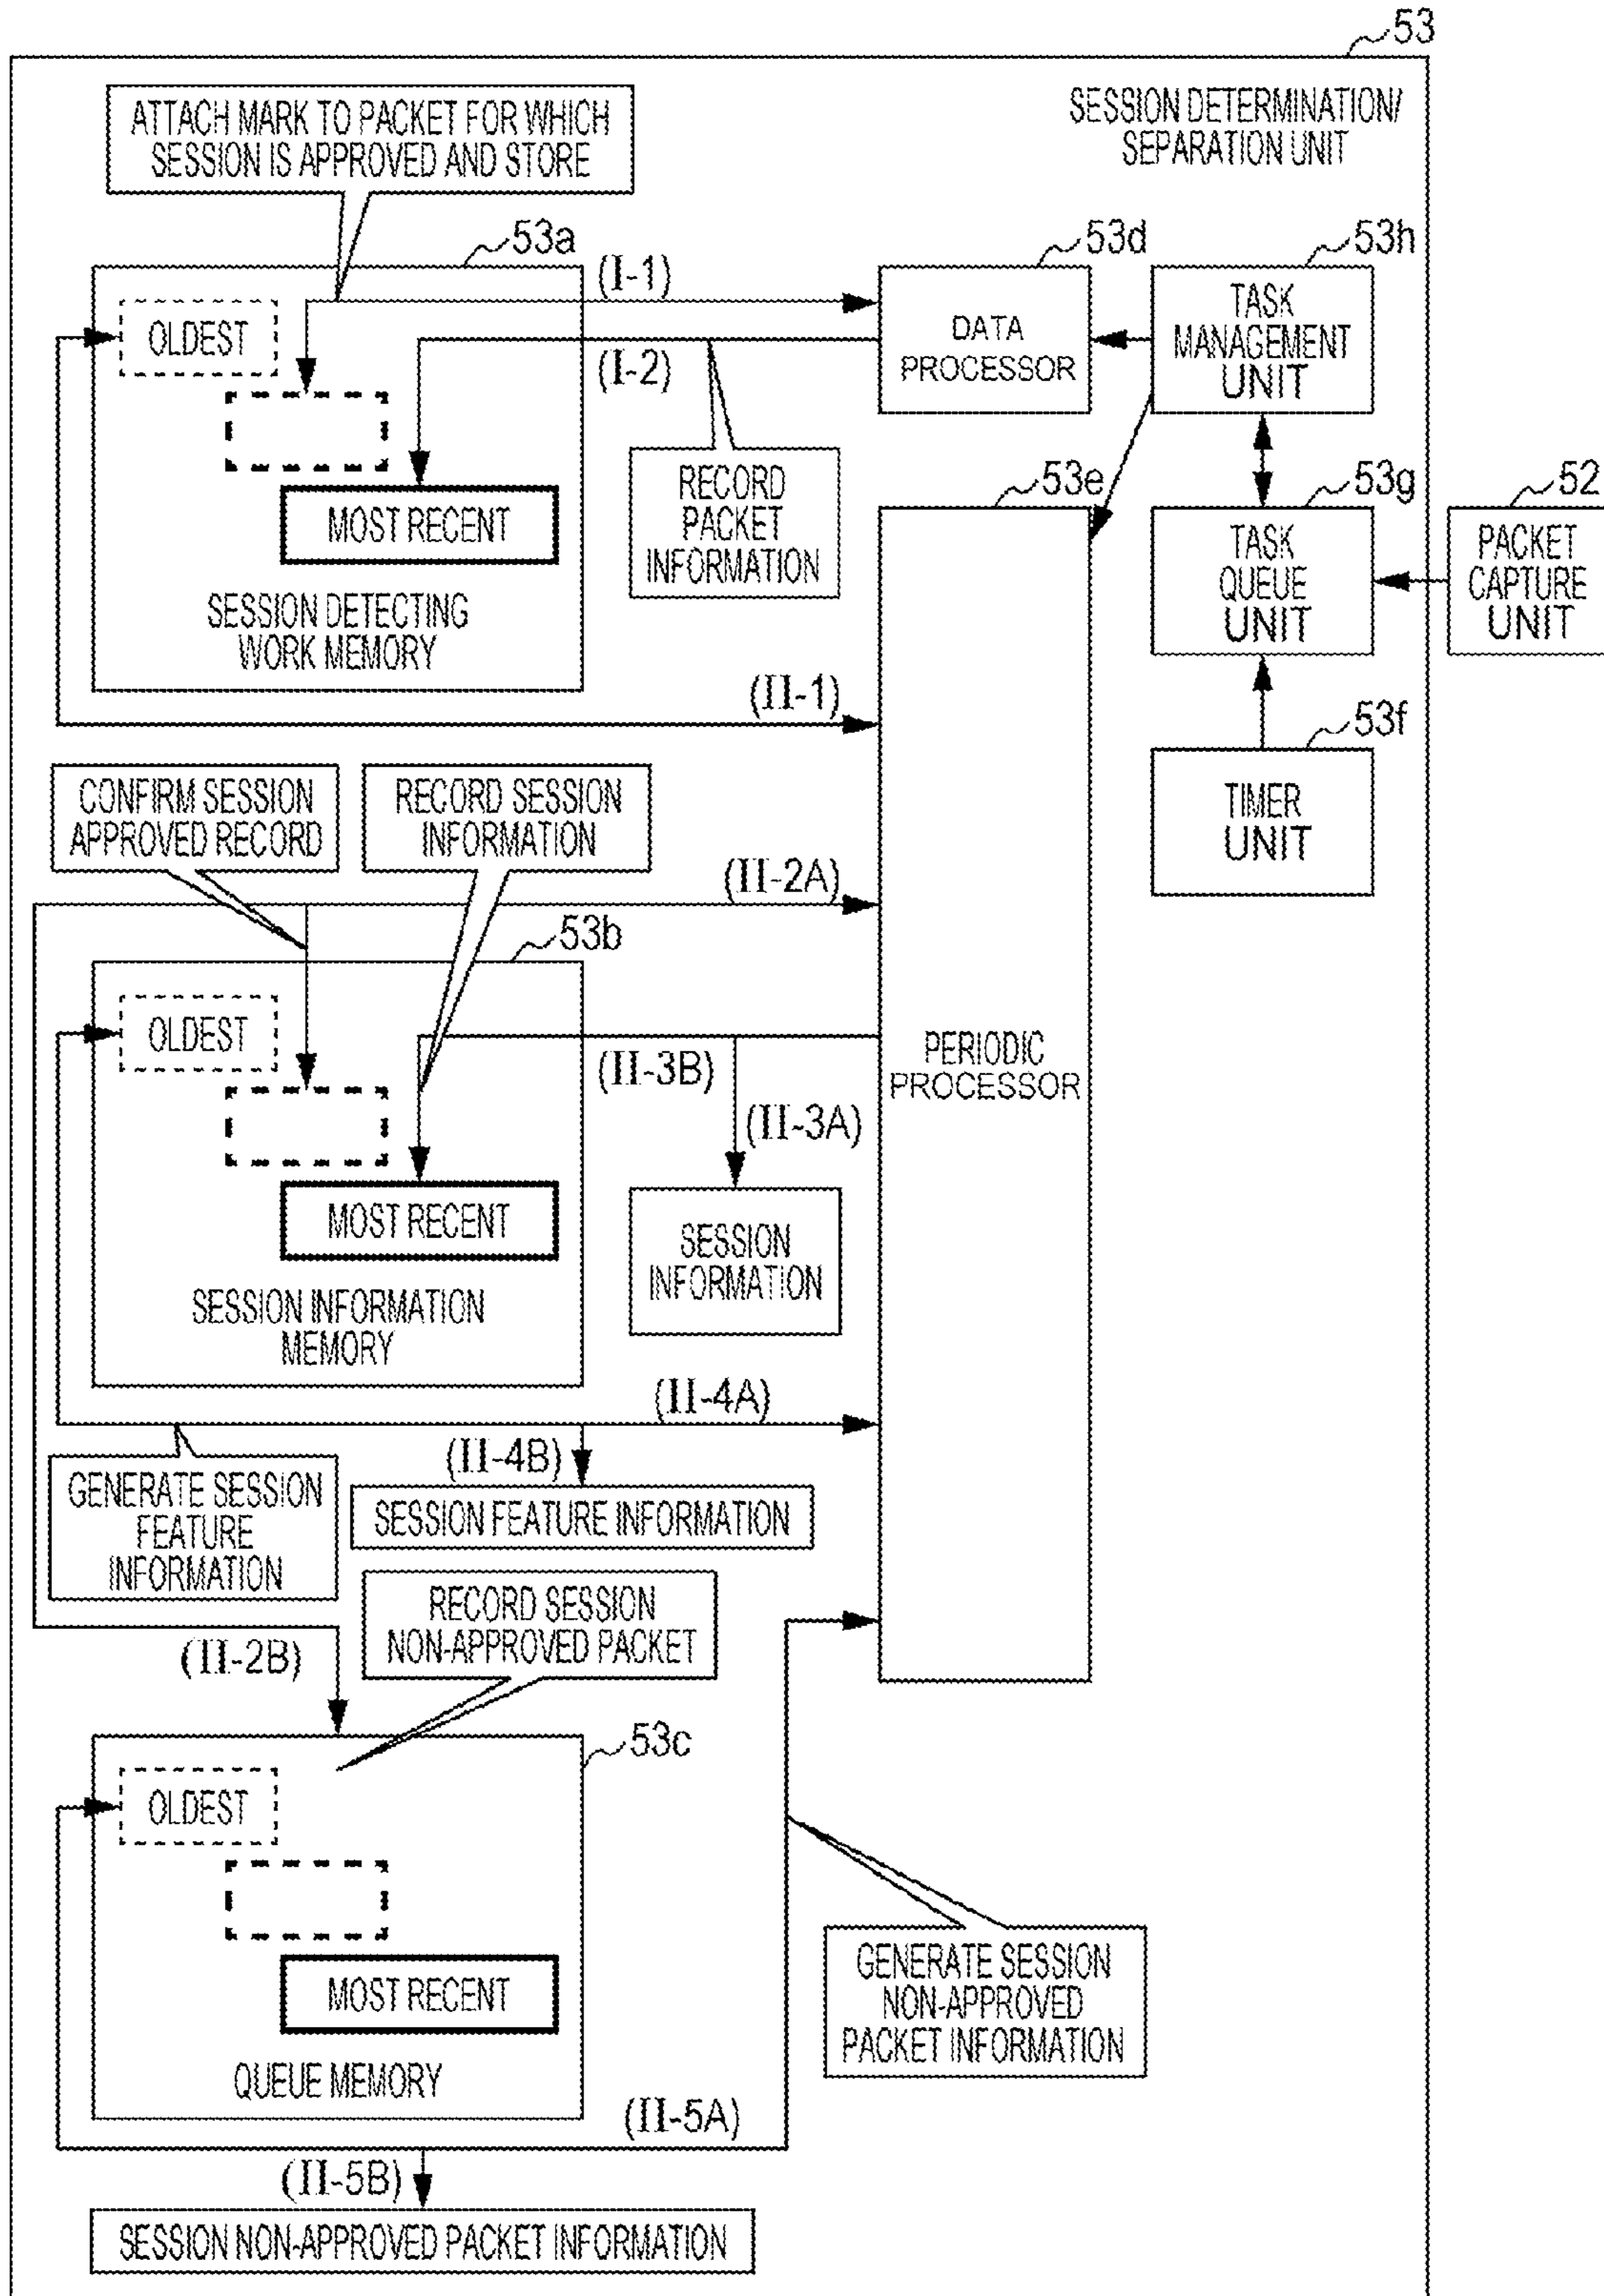 53
ATTACH MARK TO PACKET FOR WHICH
SESSION IS APPROVED AND STORE
SESSION DETERMINATION/
SEPARATION UNIT
53a
(I-1)
53d
53h
OLDEST
(I-2)
DATA
PROCESSOR
TASK
MANAGEMENT
UNIT
MOST RECENT
RECORD
PACKET
INFORMATION
53e
53g
52
TASK
QUEUE
UNIT
PACKET
CAPTURE
UNIT
SESSION DETECTING
WORK MEMORY
(II-1)
53f
TIMER
UNIT
CONFIRM SESSION
APPROVED RECORD
RECORD SESSION
INFORMATION
(II-2A)
53b
OLDEST
(II-3B)
(II-3A)
PERIODIC
PROCESSOR
MOST RECENT
SESSION
INFORMATION
SESSION INFORMATION
MEMORY
(II-4A)
(II-4B)
GENERATE SESSION
FEATURE
INFORMATION
SESSION FEATURE INFORMATION
RECORD SESSION
NON-APPROVED PACKET
(II-2B)
53c
OLDEST
MOST RECENT
QUEUE MEMORY
GENERATE SESSION
NON-APPROVED
PACKET INFORMATION
(II-5A)
(II-5B)
SESSION NON-APPROVED PACKET INFORMATION